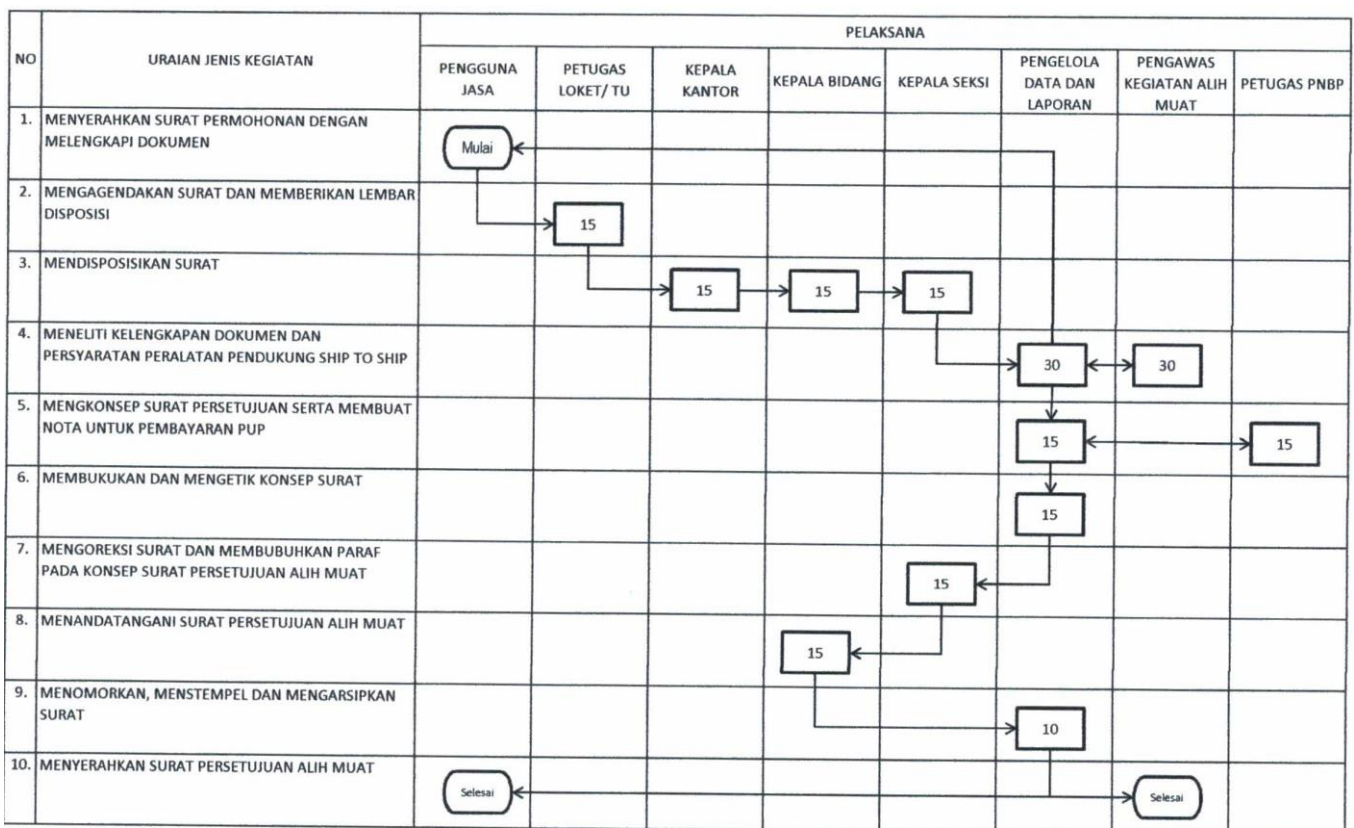 PELAKSANA
NO
URAIAN JENIS KEGIATAN
PENGGUNA
JASA
PETUGAS
LOKET/ TU
KEPALA
KANTOR
KEPALA BIDANG
KEPALA SEKSI
PENGELOLA
DATA DAN
LAPORAN
PENGAWAS
KEGIATAN ALIH
MUAT
PETUGAS PNBP
1. MENYERAHKAN SURAT PERMOHONAN DENGAN
MELENGKAPI DOKUMEN
Mulai
2. MENGAGENDAKAN SURAT DAN MEMBERIKAN LEMBAR
DISPOSISI
15
3. MENDISPOSISIKAN SURAT
15 15 15
4. MENELITI KELENGKAPAN DOKUMEN DAN
PERSYARATAN PERALATAN PENDUKUNG SHIP TO SHIP
30 30
5. MENGKONSEP SURAT PERSETUJUAN SERTA MEMBUAT
NOTA UNTUK PEMBAYARAN PUP
15 15
6. MEMBUKUKAN DAN MENGETIK KONSEP SURAT
15
7. MENGOREKSI SURAT DAN MEMBUBUHKAN PARAF
PADA KONSEP SURAT PERSETUJUAN ALIH MUAT
15
8. MENANDATANGANI SURAT PERSETUJUAN ALIH MUAT
15
9. MENOMORKAN, MENSTEMPEL DAN MENGARSIPKAN
SURAT
10
10. MENYERAHKAN SURAT PERSETUJUAN ALIH MUAT
Selesai Selesai